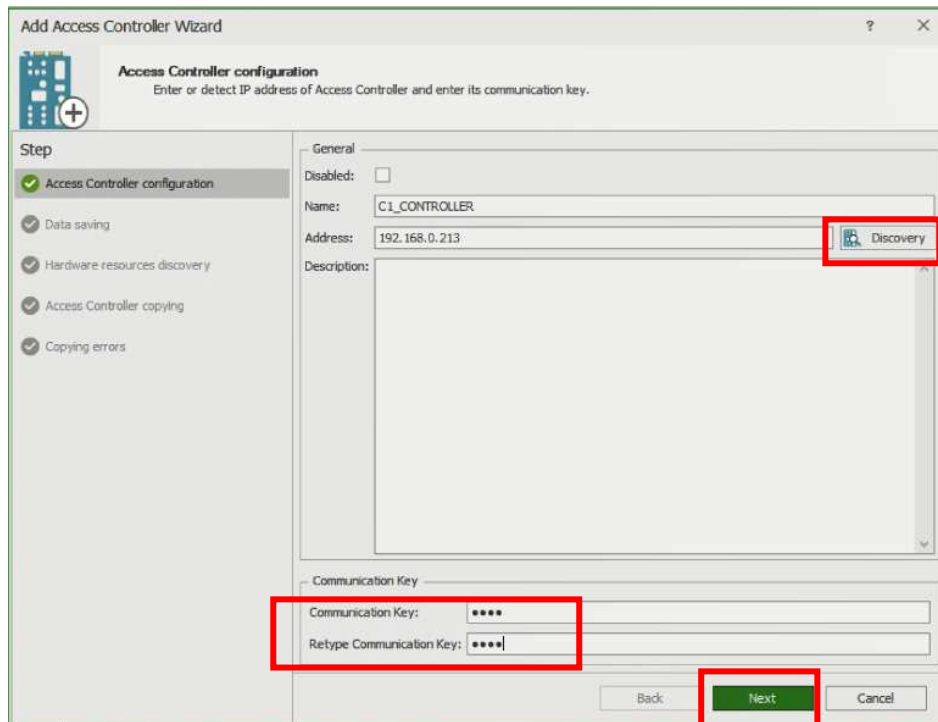 Add Access Controller Wizard
?
Access Controller configuration
Enter or detect IP address of Access Controller and enter its communication key.
Step
Access Controller configuration
Data saving
Hardware resources discovery
Access Controller copying
Copying errors
General
Disabled:
Name: C1_CONTROLLER
Address: 192.168.0.213 Discovery
Description:
Communication Key
Communication Key: ••••
Retype Communication Key: ••••
Back Next Cancel